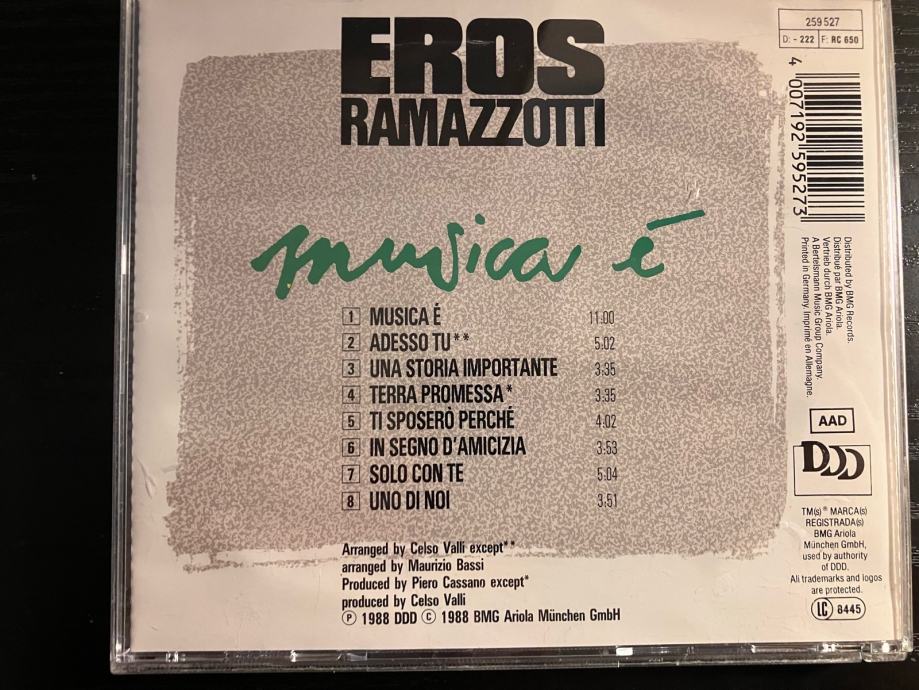 EROS
RAMAZZOTTI
musica é
1 MUSICA É 11:00
2 ADESSO TU** 5:02
3 UNA STORIA IMPORTANTE 3:35
4 TERRA PROMESSA* 3:35
5 TI SPOSERÒ PERCHÉ 4:02
6 IN SEGNO D'AMICIZIA 3:53
7 SOLO CON TE 5:04
8 UNO DI NOI 3:51
Arranged by Celso Valli except**
arranged by Maurizio Bassi
Produced by Piero Cassano except*
produced by Celso Valli
Ⓟ 1988 DDD © 1988 BMG Ariola München GmbH
259 527
D: - 222 F: RC 650
4 007192 595273
Distributed by BMG Records.
Distribué par BMG Ariola.
Vertrieb durch BMG Ariola.
A Bertelsmann Music Group Company.
Printed in Germany. Imprimé en Allemagne.
AAD
DDD
TM(s)® MARCA(s)
REGISTRADA(s)
BMG Ariola
München GmbH,
used by authority
of DDD.
All trademarks and logos
are protected.
LC 8445